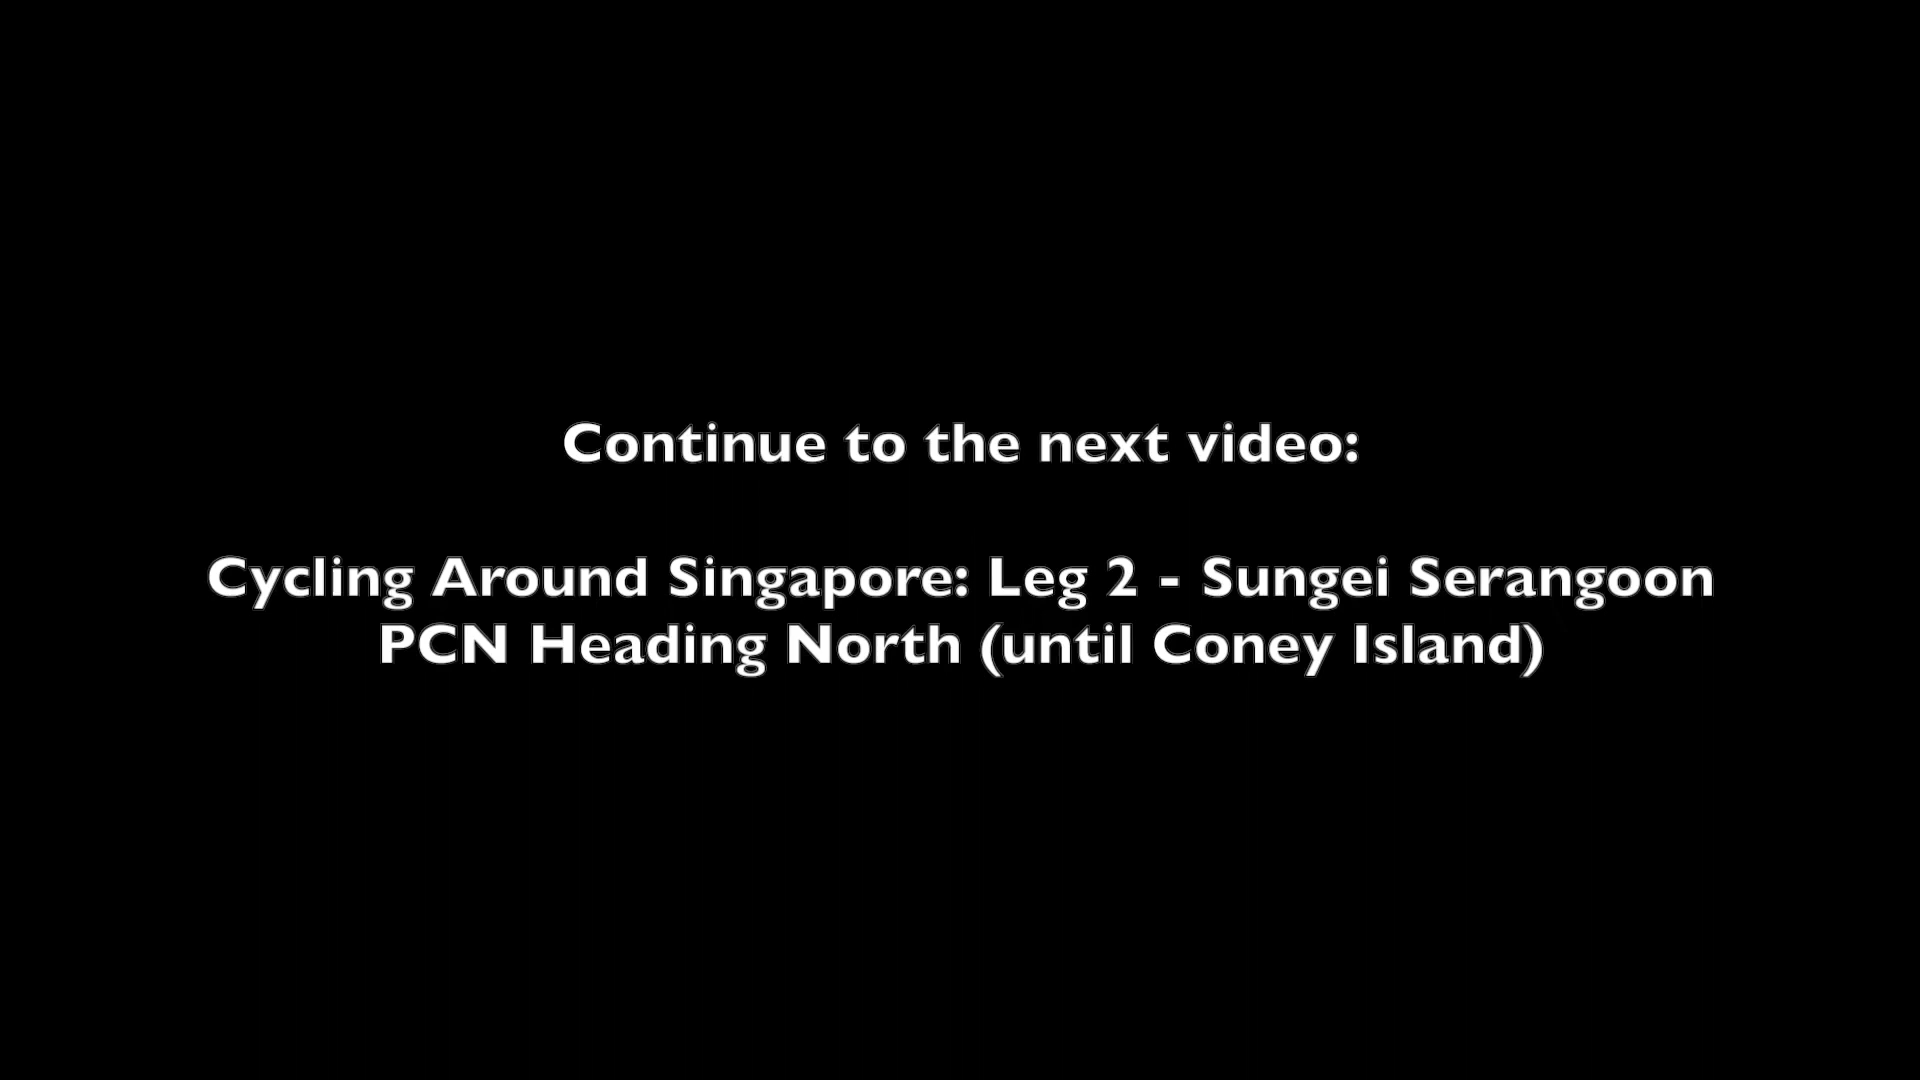 Continue to the next video:
Cycling Around Singapore: Leg 2 - Sungei Serangoon
PCN Heading North (until Coney Island)